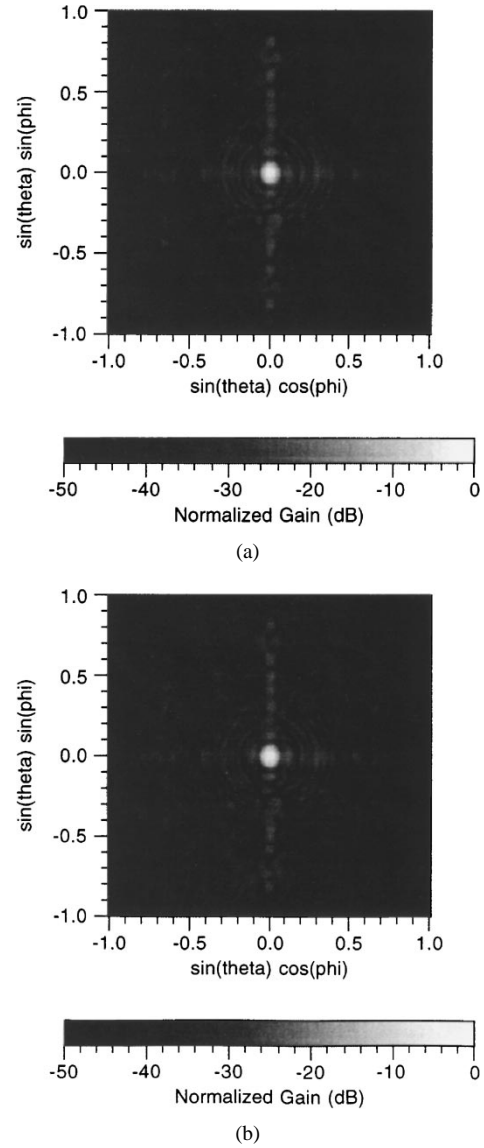 1.0
0.5
0.0
-0.5
-1.0
sin(theta) sin(phi)
-1.0 -0.5 0.0 0.5 1.0
sin(theta) cos(phi)
-50 -40 -30 -20 -10 0
Normalized Gain (dB)
(a)
1.0
0.5
0.0
-0.5
-1.0
sin(theta) sin(phi)
-1.0 -0.5 0.0 0.5 1.0
sin(theta) cos(phi)
-50 -40 -30 -20 -10 0
Normalized Gain (dB)
(b)